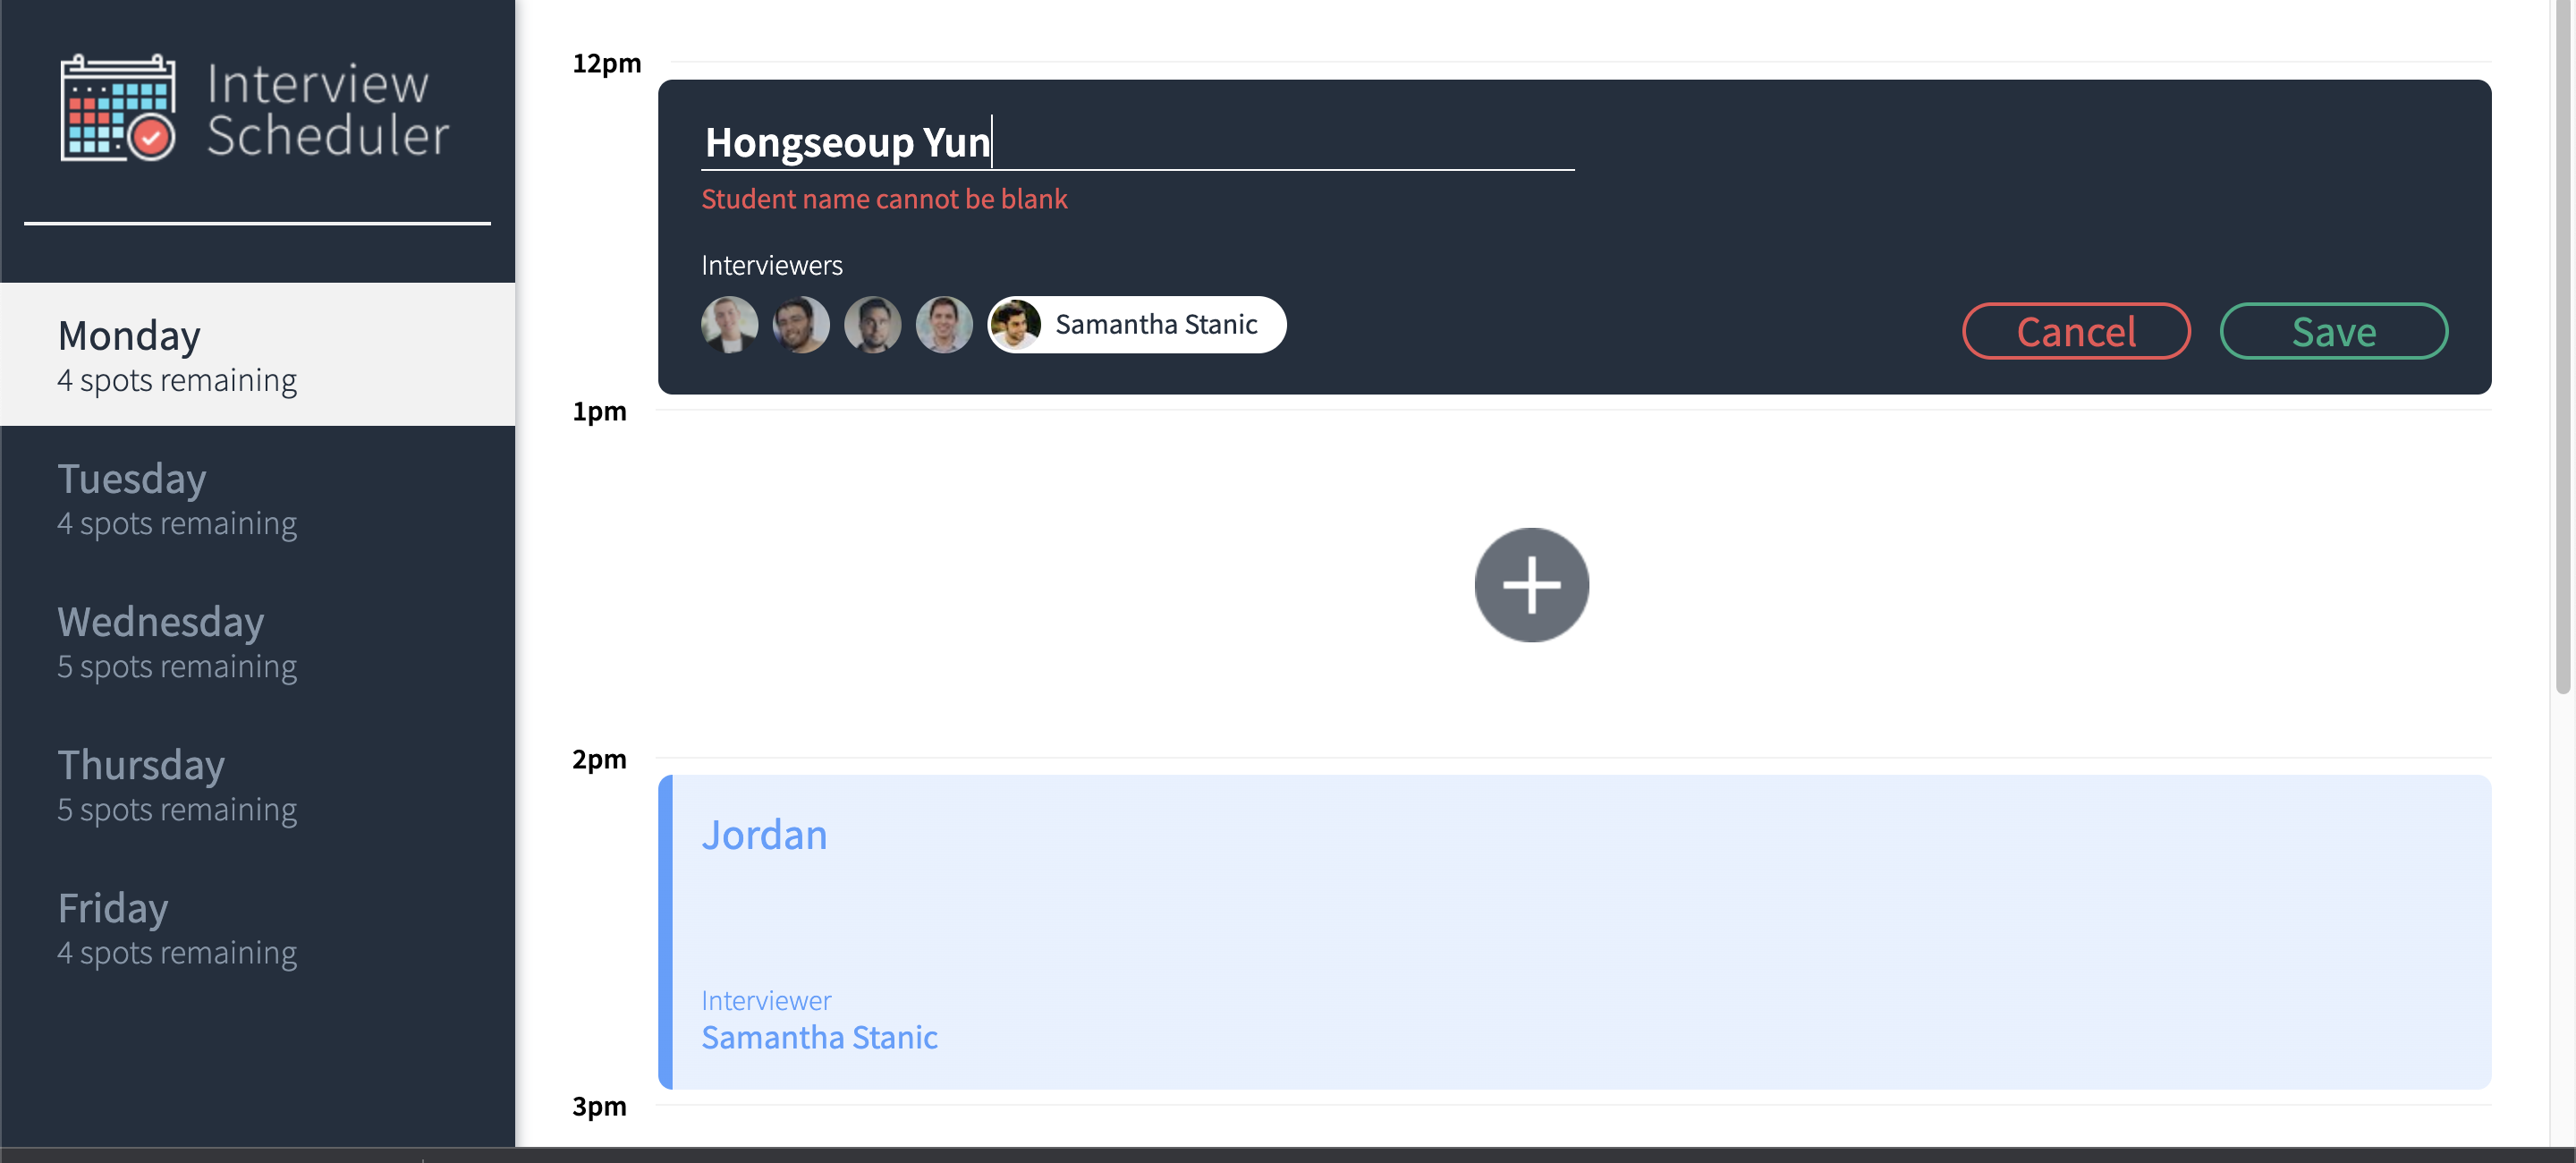 Interview
Scheduler
Monday
4 spots remaining
Tuesday
4 spots remaining
Wednesday
5 spots remaining
Thursday
5 spots remaining
Friday
4 spots remaining
12pm
Hongseoup Yun
Student name cannot be blank
Interviewers
Samantha Stanic
Cancel
Save
1pm
2pm
Jordan
Interviewer
Samantha Stanic
3pm